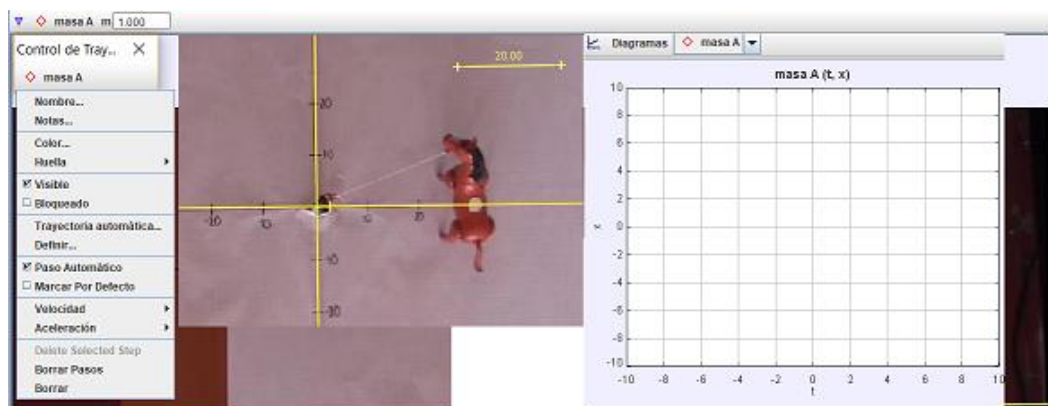 masa A m 1.000
Control de Tray...
masa A
Nombre...
Notas...
Color...
Huella
Visible
Bloqueado
Trayectoria automática...
Definir...
Paso Automático
Marcar Por Defecto
Velocidad
Aceleración
Delete Selected Step
Borrar Pasos
Borrar
20.00
10
10
Diagramas masa A
masa A (t, x)
10
8
6
4
2
0
-2
-4
-6
-8
-10
x
-10 -8 -6 -4 -2 0 2 4 6 8 10
t